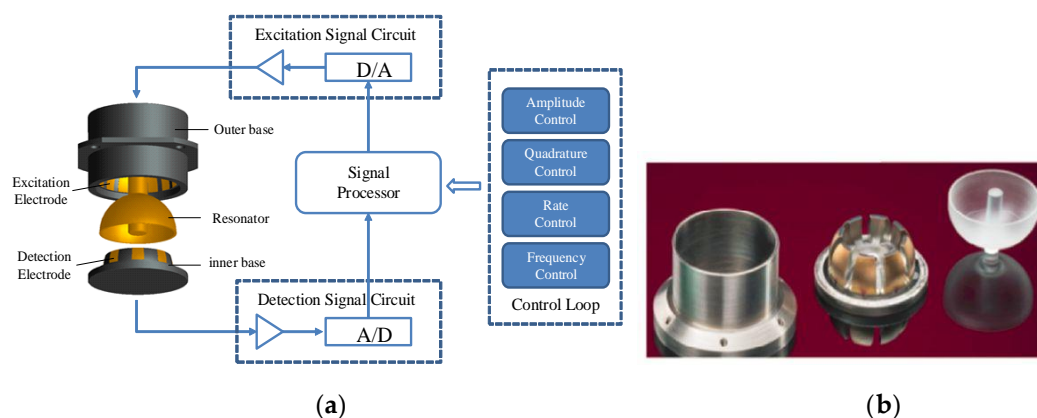 Excitation Signal Circuit
D/A
Outer base
Excitation
Electrode
Resonator
Detection
Electrode
inner base
Signal
Processor
Amplitude
Control
Quadrature
Control
Rate
Control
Frequency
Control
Control Loop
Detection Signal Circuit
A/D
(a)
(b)